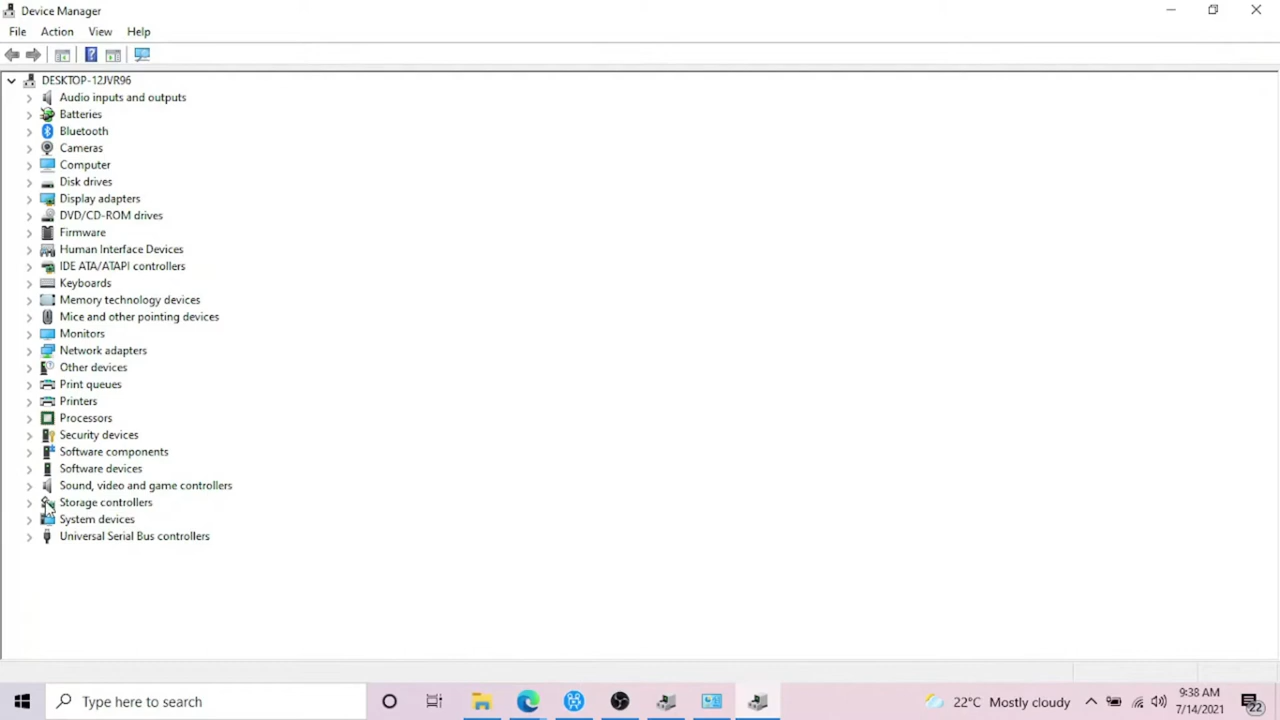 Device Manager
File Action View Help
DESKTOP-12JVR96
Audio inputs and outputs
Batteries
Bluetooth
Cameras
Computer
Disk drives
Display adapters
DVD/CD-ROM drives
Firmware
Human Interface Devices
IDE ATA/ATAPI controllers
Keyboards
Memory technology devices
Mice and other pointing devices
Monitors
Network adapters
Other devices
Print queues
Printers
Processors
Security devices
Software components
Software devices
Sound, video and game controllers
Storage controllers
System devices
Universal Serial Bus controllers
Type here to search
22°C Mostly cloudy
9:38 AM
7/14/2021
22